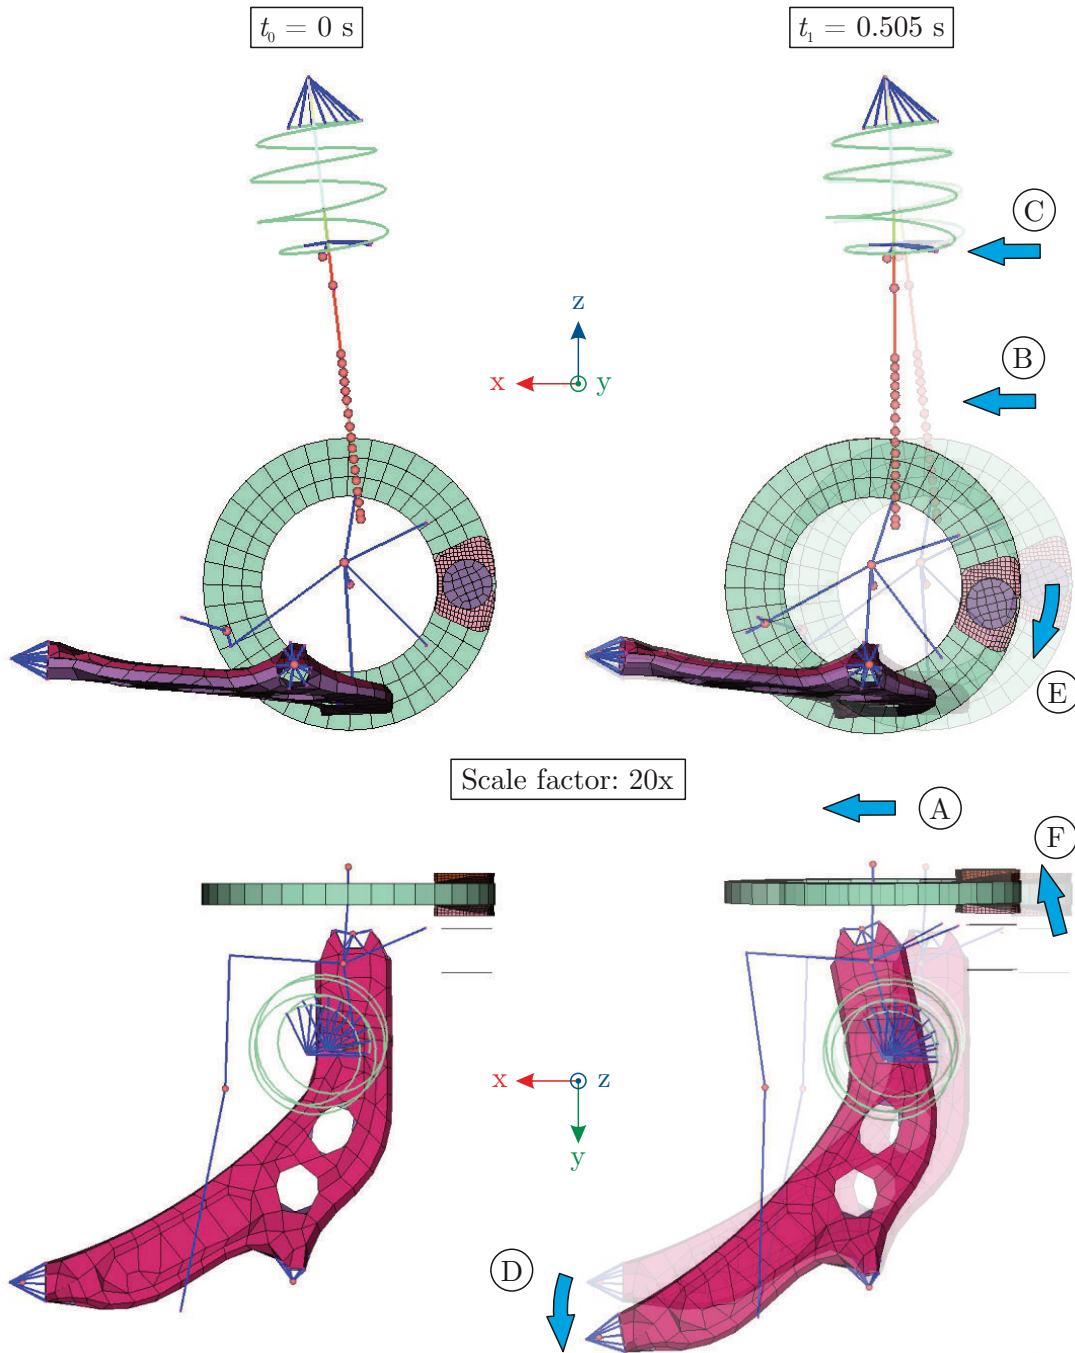 t₀ = 0 s
t₁ = 0.505 s
C
z
x
y
B
E
Scale factor: 20x
A
F
x
z
y
D